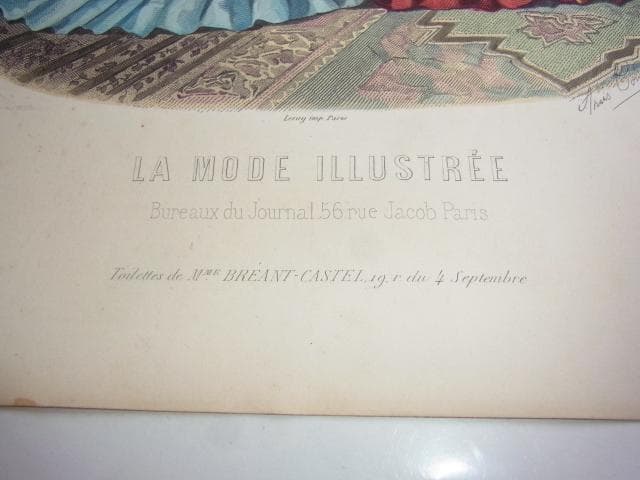 Leroy imp. Paris
LA MODE ILLUSTRÉE
Bureaux du Journal 56 rue Jacob Paris
Toilettes de Mme BREANT-CASTEL, 19, r. du 4 Septembre